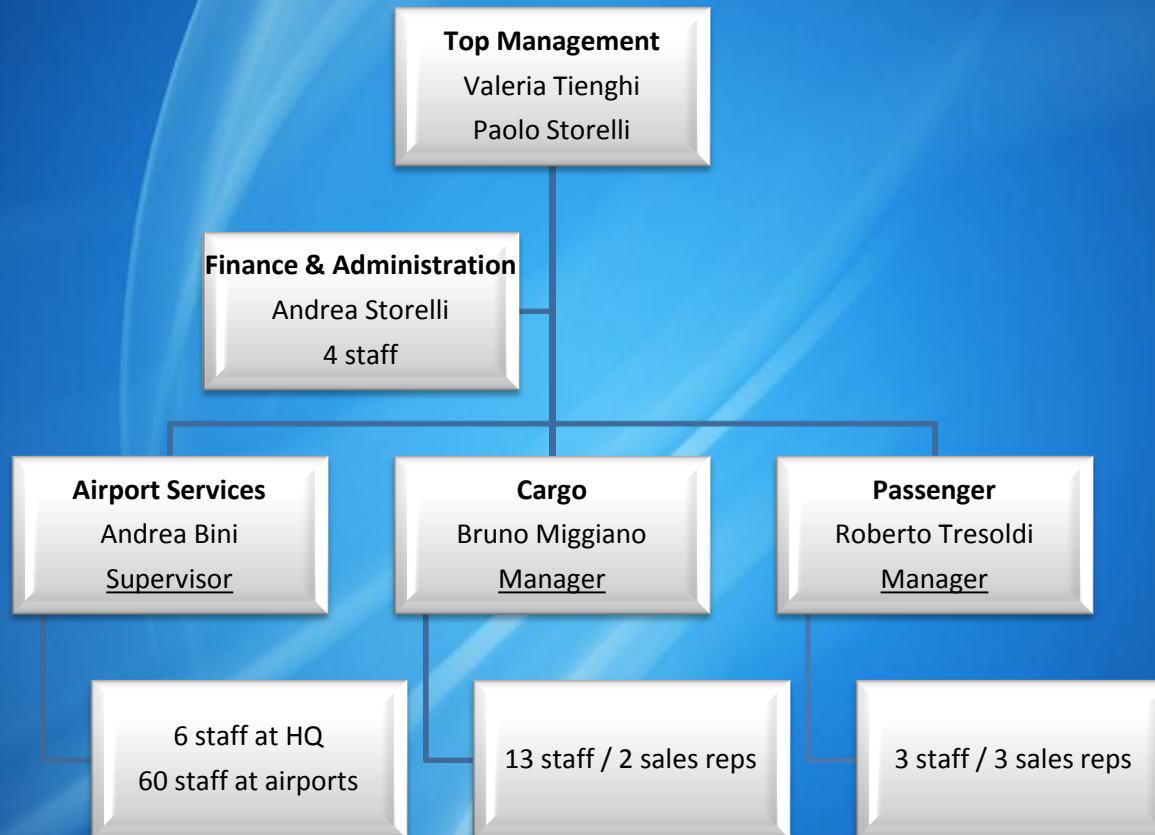 Top Management
Valeria Tienghi
Paolo Storelli
Finance & Administration
Andrea Storelli
4 staff
Airport Services
Andrea Bini
Supervisor
Cargo
Bruno Miggiano
Manager
Passenger
Roberto Tresoldi
Manager
6 staff at HQ
60 staff at airports
13 staff / 2 sales reps
3 staff / 3 sales reps